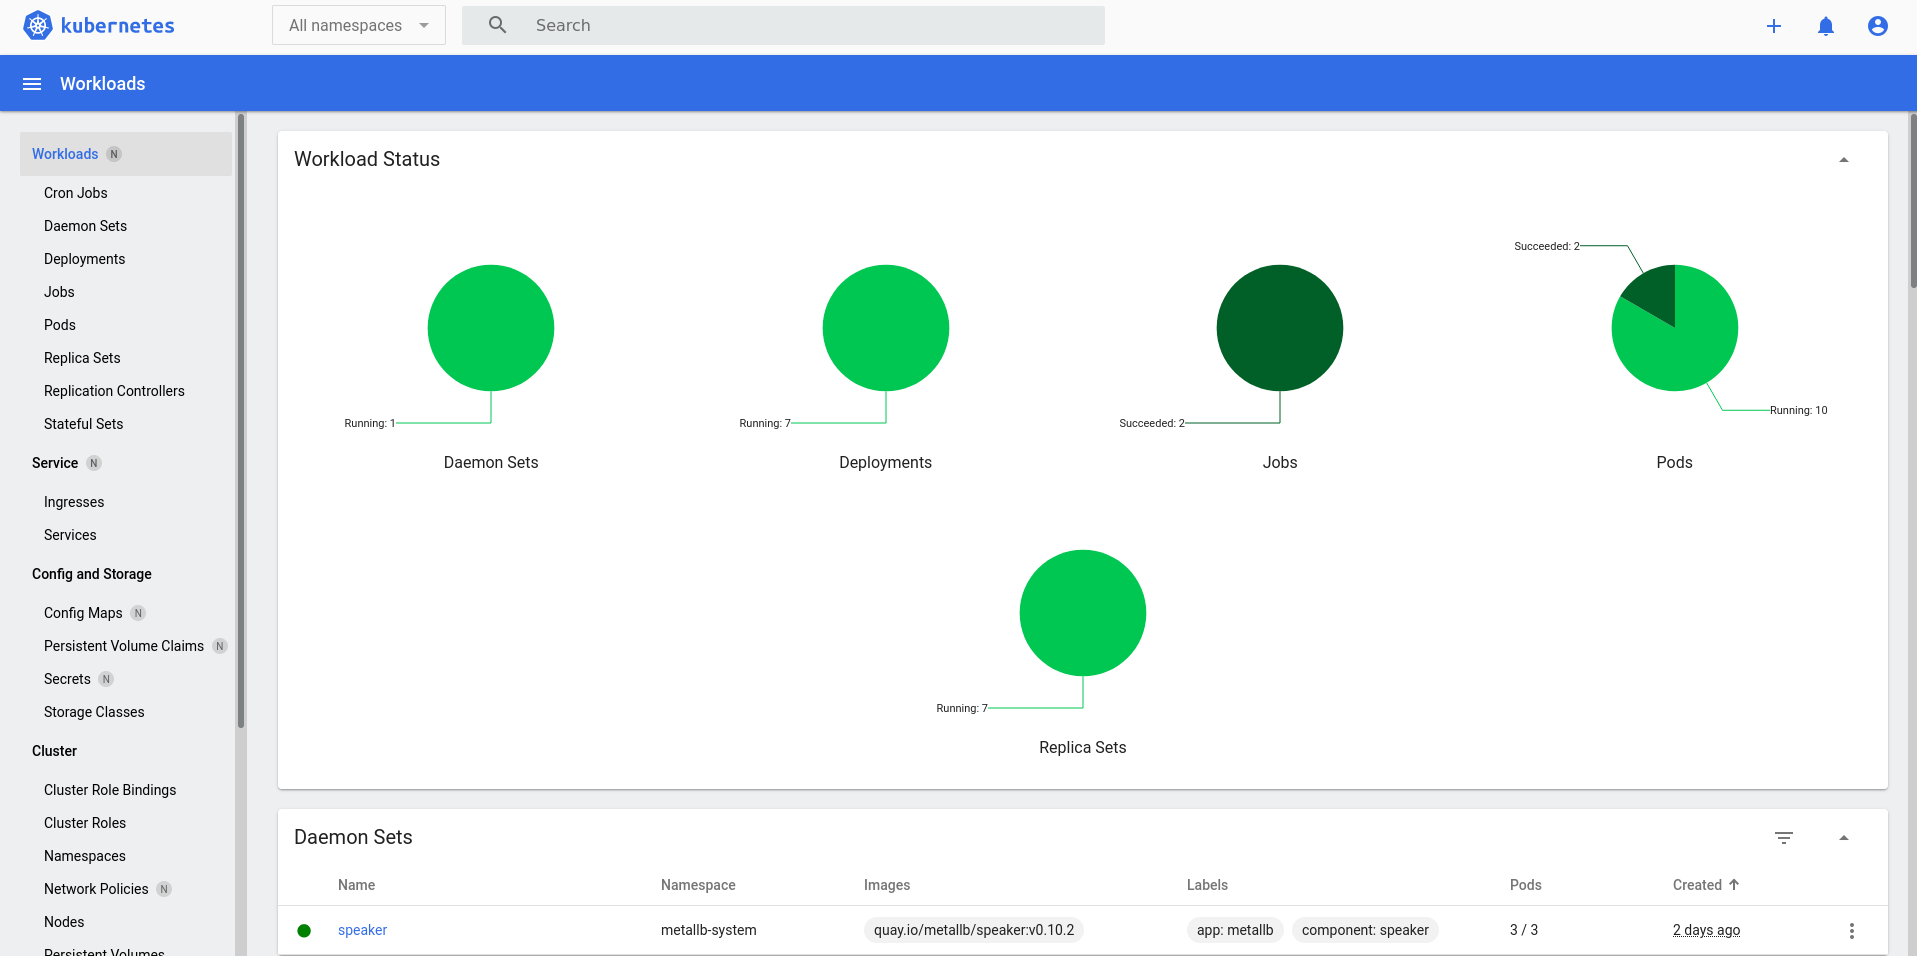 kubernetes
All namespaces
Search
Workloads
Workloads N
Cron Jobs
Daemon Sets
Deployments
Jobs
Pods
Replica Sets
Replication Controllers
Stateful Sets
Service N
Ingresses
Services
Config and Storage
Config Maps N
Persistent Volume Claims N
Secrets N
Storage Classes
Cluster
Cluster Role Bindings
Cluster Roles
Namespaces
Network Policies N
Nodes
Persistent Volumes
Workload Status
Running: 1
Daemon Sets
Running: 7
Deployments
Succeeded: 2
Jobs
Succeeded: 2
Running: 10
Pods
Running: 7
Replica Sets
Daemon Sets
Name Namespace Images Labels Pods Created
speaker metallb-system quay.io/metallb/speaker:v0.10.2 app: metallb component: speaker 3 / 3 2 days ago